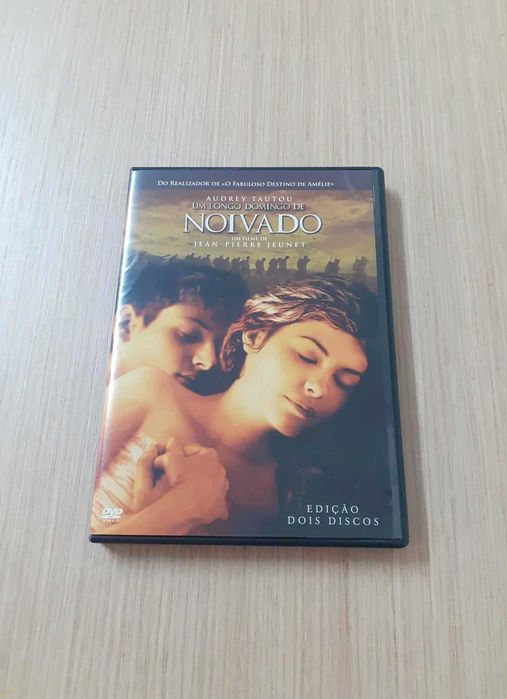 DO REALIZADOR DE «O FABULOSO DESTINO DE AMÉLIE»
AUDREY TAUTOU
UM LONGO DOMINGO DE
NOIVADO
UM FILME DE
JEAN-PIERRE JEUNET
DVD
VIDEO
EDIÇÃO
DOIS DISCOS